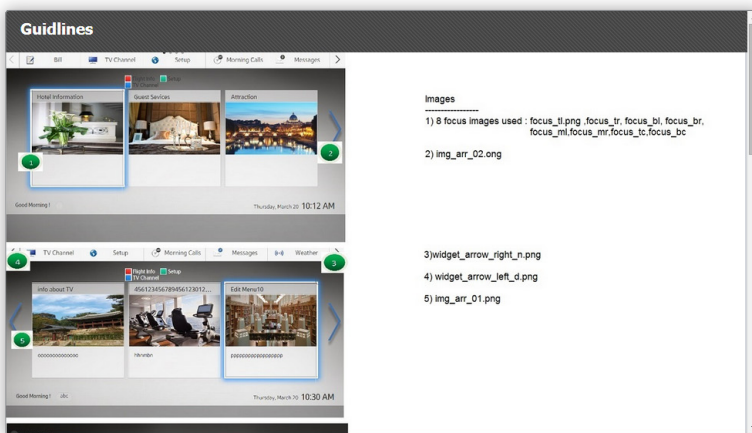 Guidlines
Bill TV Channel Setup Morning Calls Messages
Setup
TV Channel
Hotel Information Guest Sevices Attraction
1
2
Good Morning ! Thursday, March 20 10:12 AM
TV Channel Setup Morning Calls Messages Weather
4
3
Flight Info Setup
TV Channel
info about TV 456123456789456123012... Edit Menu10
5
Good Morning ! abc Thursday, March 20 10:30 AM
Images
-----------------
1) 8 focus images used : focus_tl.png ,focus_tr, focus_bl, focus_br,
focus_ml,focus_mr,focus_tc,focus_bc
2) img_arr_02.ong
3)widget_arrow_right_n.png
4) widget_arrow_left_d.png
5) img_arr_01.png